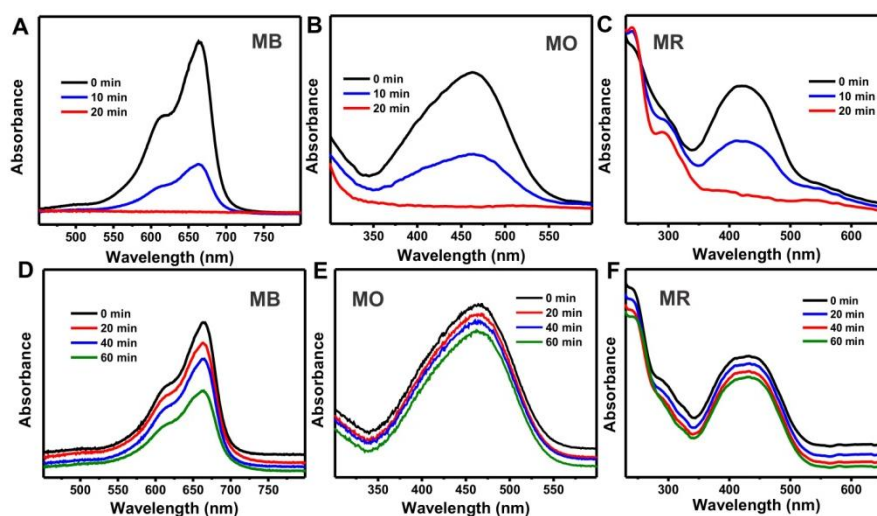 A
MB
0 min
10 min
20 min
Absorbance
500 550 600 650 700 750
Wavelength (nm)
B
MO
0 min
10 min
20 min
Absorbance
350 400 450 500 550
Wavelength (nm)
C
MR
0 min
10 min
20 min
Absorbance
300 400 500 600
Wavelength (nm)
D
MB
0 min
20 min
40 min
60 min
Absorbance
500 550 600 650 700 750
Wavelength (nm)
E
MO
0 min
20 min
40 min
60 min
Absorbance
350 400 450 500 550
Wavelength (nm)
F
MR
0 min
20 min
40 min
60 min
Absorbance
300 400 500 600
Wavelength (nm)